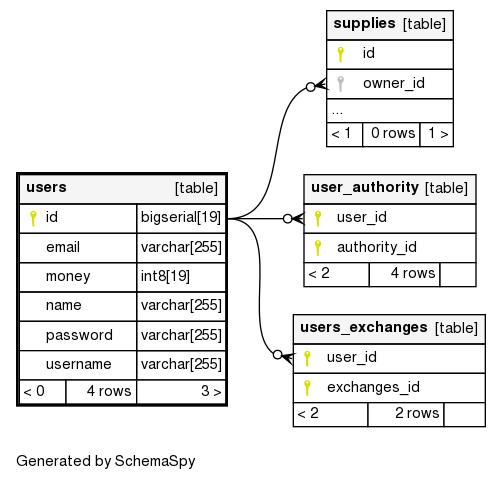 supplies [table]
id
owner_id
...
< 1 0 rows 1 >
users [table]
id bigserial[19]
email varchar[255]
money int8[19]
name varchar[255]
password varchar[255]
username varchar[255]
< 0 4 rows 3 >
user_authority [table]
user_id
authority_id
< 2 4 rows
users_exchanges [table]
user_id
exchanges_id
< 2 2 rows
Generated by SchemaSpy